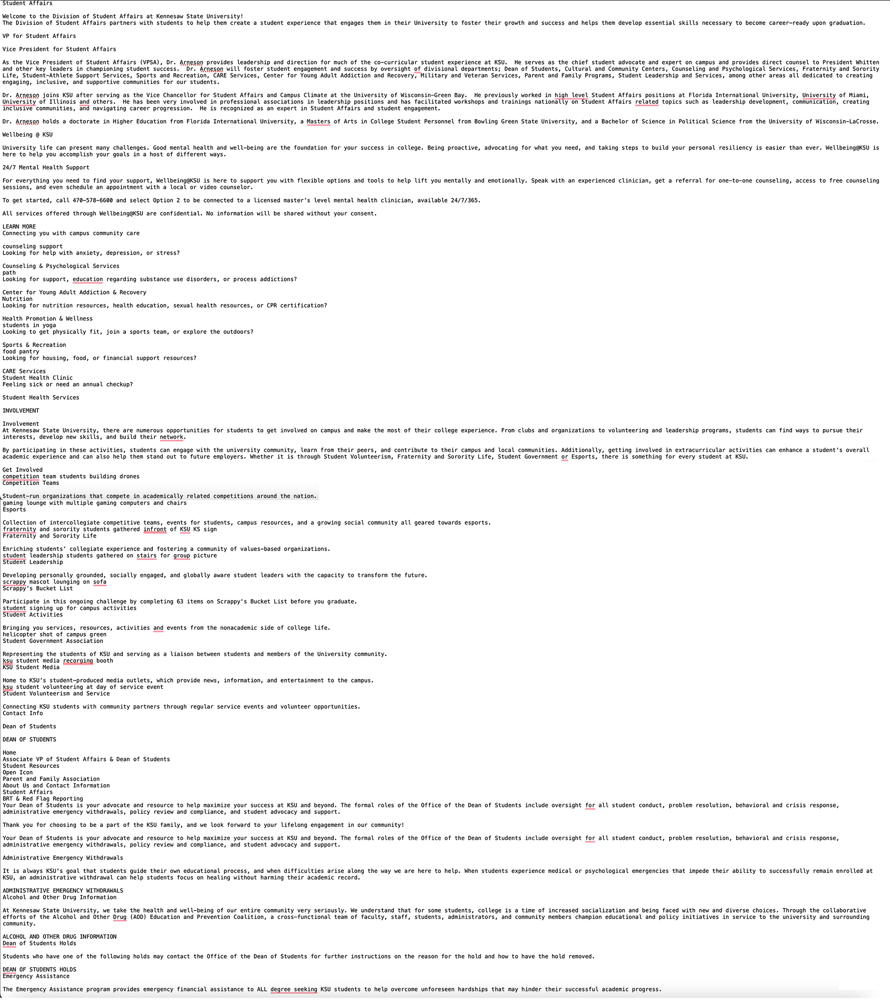 Student Affairs
Welcome to the Division of Student Affairs at Kennesaw State University!
The Division of Student Affairs partners with students to help them create a student experience that engages them in their University to foster their growth and success and helps them develop essential skills necessary to become career-ready upon graduation.
VP for Student Affairs
Vice President for Student Affairs
As the Vice President of Student Affairs (VPSA), Dr. Arneson provides leadership and direction for much of the co-curricular student experience at KSU.  He serves as the chief student advocate and expert on campus and provides direct counsel to President Whitten
and other key leaders in championing student success.  Dr. Arneson will foster student engagement and success by oversight of divisional departments; Dean of Students, Cultural and Community Centers, Counseling and Psychological Services, Fraternity and Sorority
Life, Student-Athlete Support Services, Sports and Recreation, CARE Services, Center for Young Adult Addiction and Recovery, Military and Veteran Services, Parent and Family Programs, Student Leadership and Services, among other areas all dedicated to creating
engaging, inclusive, and supportive communities for our students.
Dr. Arneson joins KSU after serving as the Vice Chancellor for Student Affairs and Campus Climate at the University of Wisconsin-Green Bay.  He previously worked in high level Student Affairs positions at Florida International University, University of Miami,
University of Illinois and others.  He has been very involved in professional associations in leadership positions and has facilitated workshops and trainings nationally on Student Affairs related topics such as leadership development, communication, creating
inclusive communities, and navigating career progression.  He is recognized as an expert in Student Affairs and student engagement.
Dr. Arneson holds a doctorate in Higher Education from Florida International University, a Masters of Arts in College Student Personnel from Bowling Green State University, and a Bachelor of Science in Political Science from the University of Wisconsin-LaCrosse.
Wellbeing @ KSU
University life can present many challenges. Good mental health and well-being are the foundation for your success in college. Being proactive, advocating for what you need, and taking steps to build your personal resiliency is easier than ever. Wellbeing@KSU is
here to help you accomplish your goals in a host of different ways.
24/7 Mental Health Support
For everything you need to find your support, Wellbeing@KSU is here to support you with flexible options and tools to help lift you mentally and emotionally. Speak with an experienced clinician, get a referral for one-to-one counseling, access to free counseling
sessions, and even schedule an appointment with a local or video counselor.
To get started, call 470-578-6600 and select Option 2 to be connected to a licensed master’s level mental health clinician, available 24/7/365.
All services offered through Wellbeing@KSU are confidential. No information will be shared without your consent.
LEARN MORE
Connecting you with campus community care
counseling support
Looking for help with anxiety, depression, or stress?
Counseling & Psychological Services
path
Looking for support, education regarding substance use disorders, or process addictions?
Center for Young Adult Addiction & Recovery
Nutrition
Looking for nutrition resources, health education, sexual health resources, or CPR certification?
Health Promotion & Wellness
students in yoga
Looking to get physically fit, join a sports team, or explore the outdoors?
Sports & Recreation
food pantry
Looking for housing, food, or financial support resources?
CARE Services
Student Health Clinic
Feeling sick or need an annual checkup?
Student Health Services
INVOLVEMENT
Involvement
At Kennesaw State University, there are numerous opportunities for students to get involved on campus and make the most of their college experience. From clubs and organizations to volunteering and leadership programs, students can find ways to pursue their
interests, develop new skills, and build their network.
By participating in these activities, students can engage with the university community, learn from their peers, and contribute to their campus and local communities. Additionally, getting involved in extracurricular activities can enhance a student's overall
academic experience and can also help them stand out to future employers. Whether it is through Student Volunteerism, Fraternity and Sorority Life, Student Government or Esports, there is something for every student at KSU.
Get Involved
competition team students building drones
Competition Teams
Student-run organizations that compete in academically related competitions around the nation.
gaming lounge with multiple gaming computers and chairs
Esports
Collection of intercollegiate competitive teams, events for students, campus resources, and a growing social community all geared towards esports.
fraternity and sorority students gathered infront of KSU KS sign
Fraternity and Sorority Life
Enriching students’ collegiate experience and fostering a community of values-based organizations.
student leadership students gathered on stairs for group picture
Student Leadership
Developing personally grounded, socially engaged, and globally aware student leaders with the capacity to transform the future.
scrappy mascot lounging on sofa
Scrappy's Bucket List
Participate in this ongoing challenge by completing 63 items on Scrappy's Bucket List before you graduate.
student signing up for campus activities
Student Activities
Bringing you services, resources, activities and events from the nonacademic side of college life.
helicopter shot of campus green
Student Government Association
Representing the students of KSU and serving as a liaison between students and members of the University community.
ksu student media recorging booth
KSU Student Media
Home to KSU’s student-produced media outlets, which provide news, information, and entertainment to the campus.
ksu student volunteering at day of service event
Student Volunteerism and Service
Connecting KSU students with community partners through regular service events and volunteer opportunities.
Contact Info
Dean of Students
DEAN OF STUDENTS
Home
Associate VP of Student Affairs & Dean of Students
Student Resources
Open Icon
Parent and Family Association
About Us and Contact Information
Student Affairs
BRT & Red Flag Reporting
Your Dean of Students is your advocate and resource to help maximize your success at KSU and beyond. The formal roles of the Office of the Dean of Students include oversight for all student conduct, problem resolution, behavioral and crisis response,
administrative emergency withdrawals, policy review and compliance, and student advocacy and support.
Thank you for choosing to be a part of the KSU family, and we look forward to your lifelong engagement in our community!
Your Dean of Students is your advocate and resource to help maximize your success at KSU and beyond. The formal roles of the Office of the Dean of Students include oversight for all student conduct, problem resolution, behavioral and crisis response,
administrative emergency withdrawals, policy review and compliance, and student advocacy and support.
Administrative Emergency Withdrawals
It is always KSU's goal that students guide their own educational process, and when difficulties arise along the way we are here to help. When students experience medical or psychological emergencies that impede their ability to successfully remain enrolled at
KSU, an administrative withdrawal can help students focus on healing without harming their academic record.
ADMINISTRATIVE EMERGENCY WITHDRAWALS
Alcohol and Other Drug Information
At Kennesaw State University, we take the health and well-being of our entire community very seriously. We understand that for some students, college is a time of increased socialization and being faced with new and diverse choices. Through the collaborative
efforts of the Alcohol and Other Drug (AOD) Education and Prevention Coalition, a cross-functional team of faculty, staff, students, administrators, and community members champion educational and policy initiatives in service to the university and surrounding
community.
ALCOHOL AND OTHER DRUG INFORMATION
Dean of Students Holds
Students who have one of the following holds may contact the Office of the Dean of Students for further instructions on the reason for the hold and how to have the hold removed.
DEAN OF STUDENTS HOLDS
Emergency Assistance
The Emergency Assistance program provides emergency financial assistance to ALL degree seeking KSU students to help overcome unforeseen hardships that may hinder their successful academic progress.